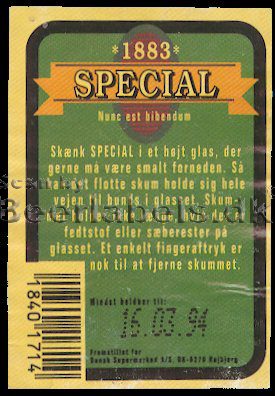 *1883*
SPECIAL
Nunc est bibendum
Skænk SPECIAL i et højt glas, der
gerne må være smalt forneden. Så
det flotte skum holde sig hele
vejen til bunds i glasset. Skum-
fedtstof eller sæberester på
glasset. Et enkelt fingeraftryk er
nok til at fjerne skummet.
Mindst holdbar til:
16.03.94
Fremstillet for
Dansk Supermarked A/S, DK-8270 Højbjerg
1840 1714
Beerlabels.dk